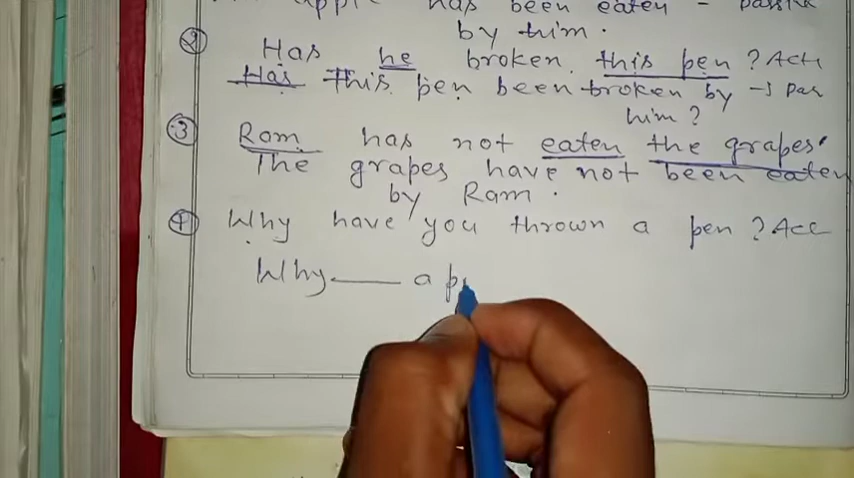 apple has been eaten - passive
by him.
2 Has he broken this pen ? Act
Has this pen been broken by → pas
him ?
3 Ram has not eaten the grapes.
The grapes have not been eaten
by Ram.
4 Why have you thrown a pen ? Act
Why —— a p